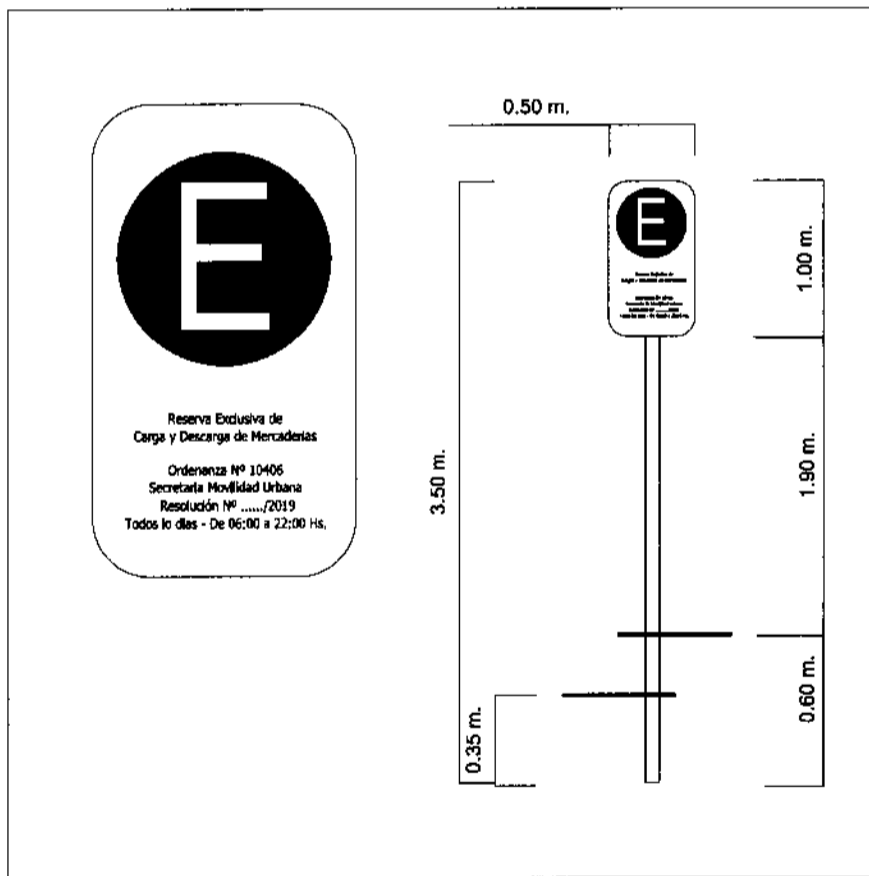 E
Reserva Exclusiva de
Carga y Descarga de Mercaderias
Ordenanza Nº 10406
Secretaria Movilidad Urbana
Resolución Nº ....../2019
Todos lo dias - De 06:00 a 22:00 Hs.
0.50 m.
E
3.50 m.
1.00 m.
1.90 m.
0.60 m.
0.35 m.